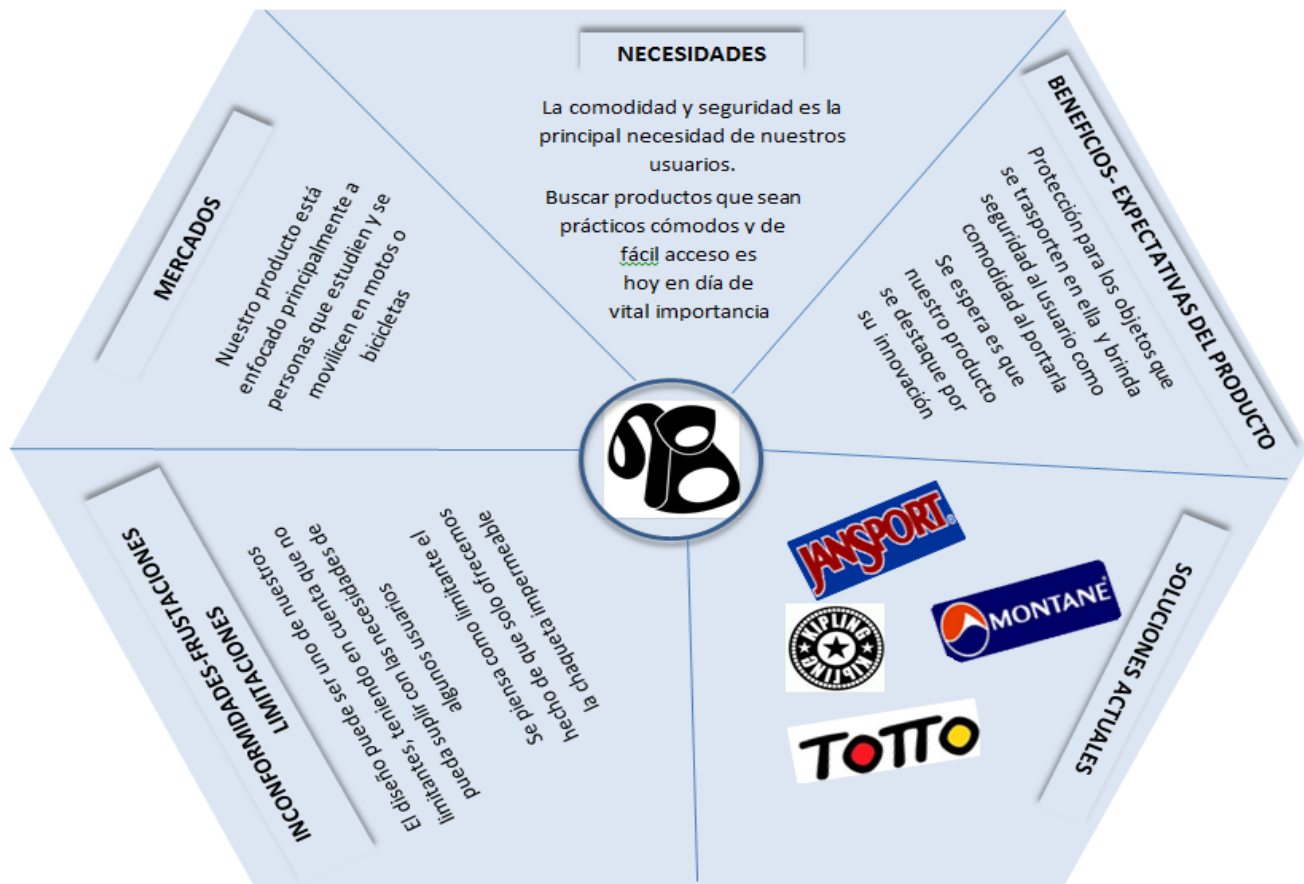 NECESIDADES
La comodidad y seguridad es la
principal necesidad de nuestros
usuarios.
Buscar productos que sean
prácticos cómodos y de
fácil acceso es
hoy en día de
vital importancia
BENEFICIOS- EXPECTATIVAS DEL PRODUCTO
Protección para los objetos que
se trasporten en ella y brinda
seguridad al usuario como
comodidad al portarla
Se espera es que
nuestro producto
se destaque por
su innovación
SOLUCIONES ACTUALES
JANSPORT®
MONTANE®
KIPLING
KIPLING
TOTTO
INCONFORMIDADES-FRUSTACIONES
LIMITACIONES
El diseño puede ser uno de nuestros
limitantes, teniendo en cuenta que no
pueda suplir con las necesidades de
algunos usuarios
Se piensa como limitante el
hecho de que solo ofrecemos
la chaqueta impermeable
MERCADOS
Nuestro producto está
enfocado principalmente a
personas que estudien y se
movilicen en motos o
bicicletas